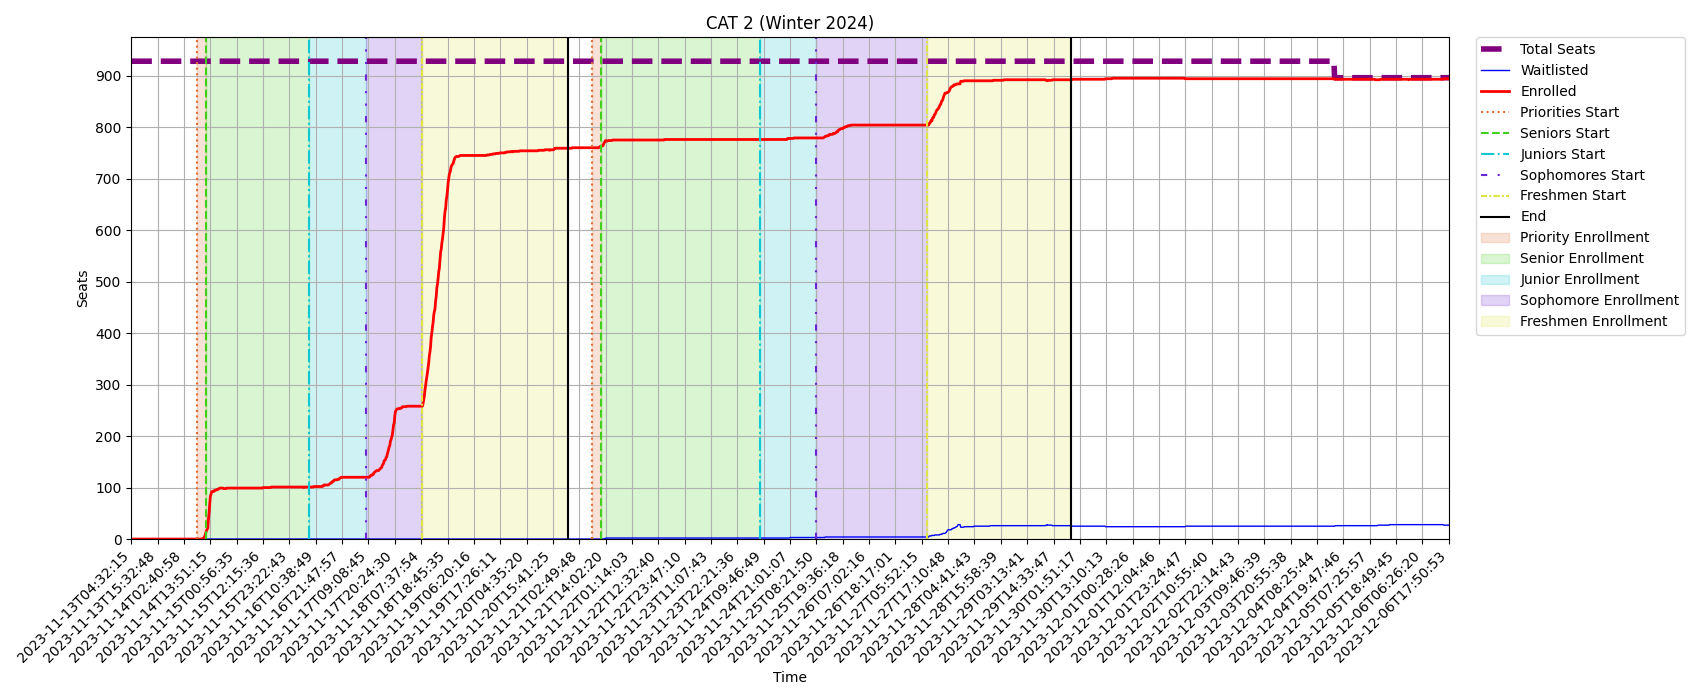 CAT 2 (Winter 2024)
Seats
900
800
700
600
500
400
300
200
100
0
2023-11-13T04:32:15
2023-11-13T15:32:48
2023-11-14T02:40:58
2023-11-14T13:51:15
2023-11-15T00:56:35
2023-11-15T12:15:36
2023-11-15T23:22:43
2023-11-16T10:38:49
2023-11-16T21:47:57
2023-11-17T09:08:45
2023-11-17T20:24:30
2023-11-18T07:37:54
2023-11-18T18:45:35
2023-11-19T06:20:16
2023-11-19T17:26:11
2023-11-20T04:35:20
2023-11-20T15:41:25
2023-11-21T02:49:48
2023-11-21T14:02:20
2023-11-22T01:14:03
2023-11-22T12:32:40
2023-11-22T23:47:10
2023-11-23T11:07:43
2023-11-23T22:21:36
2023-11-24T09:46:49
2023-11-24T21:01:07
2023-11-25T08:21:50
2023-11-25T19:36:18
2023-11-26T07:02:16
2023-11-26T18:17:01
2023-11-27T05:52:15
2023-11-27T17:10:48
2023-11-28T04:41:43
2023-11-28T15:58:39
2023-11-29T03:13:41
2023-11-29T14:33:47
2023-11-30T01:51:17
2023-11-30T13:10:13
2023-12-01T00:28:26
2023-12-01T12:04:46
2023-12-01T23:24:47
2023-12-02T10:55:40
2023-12-02T22:14:43
2023-12-03T09:46:39
2023-12-03T20:55:38
2023-12-04T08:25:44
2023-12-04T19:47:46
2023-12-05T07:25:57
2023-12-05T18:49:45
2023-12-06T06:26:20
2023-12-06T17:50:53
Time
Total Seats
Waitlisted
Enrolled
Priorities Start
Seniors Start
Juniors Start
Sophomores Start
Freshmen Start
End
Priority Enrollment
Senior Enrollment
Junior Enrollment
Sophomore Enrollment
Freshmen Enrollment